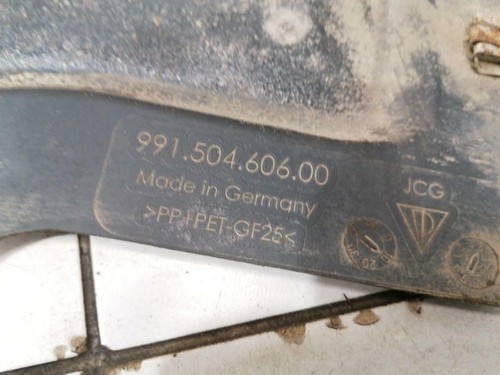 991.504.606.00
Made in Germany
>PP+PET-GF25<
JCG